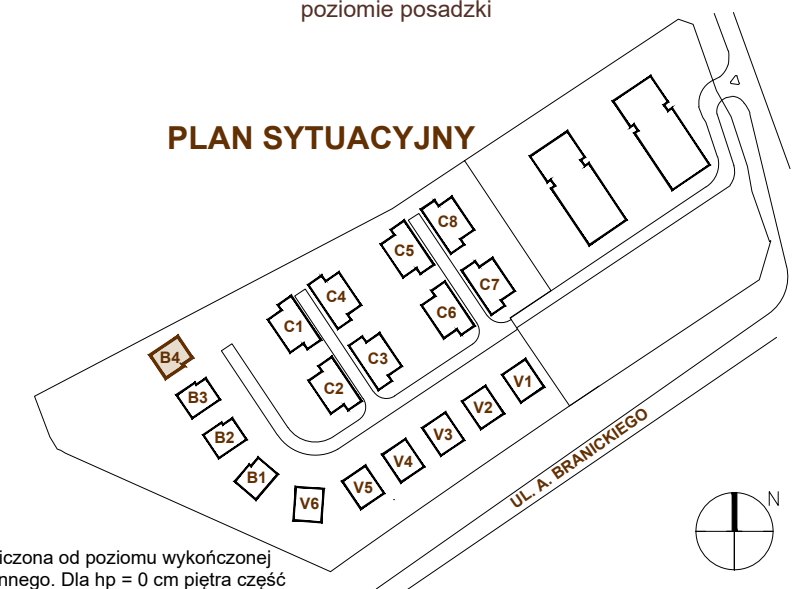 poziomie posadzki
PLAN SYTUACYJNY
C8
C5
C7
C4
C6
C1
C3
B4
C2
V1
B3
V2
B2
V3
V4
B1
V5
V6
UL. A. BRANICKIEGO
N
iczona od poziomu wykończonej
nnego. Dla hp = 0 cm piętra część